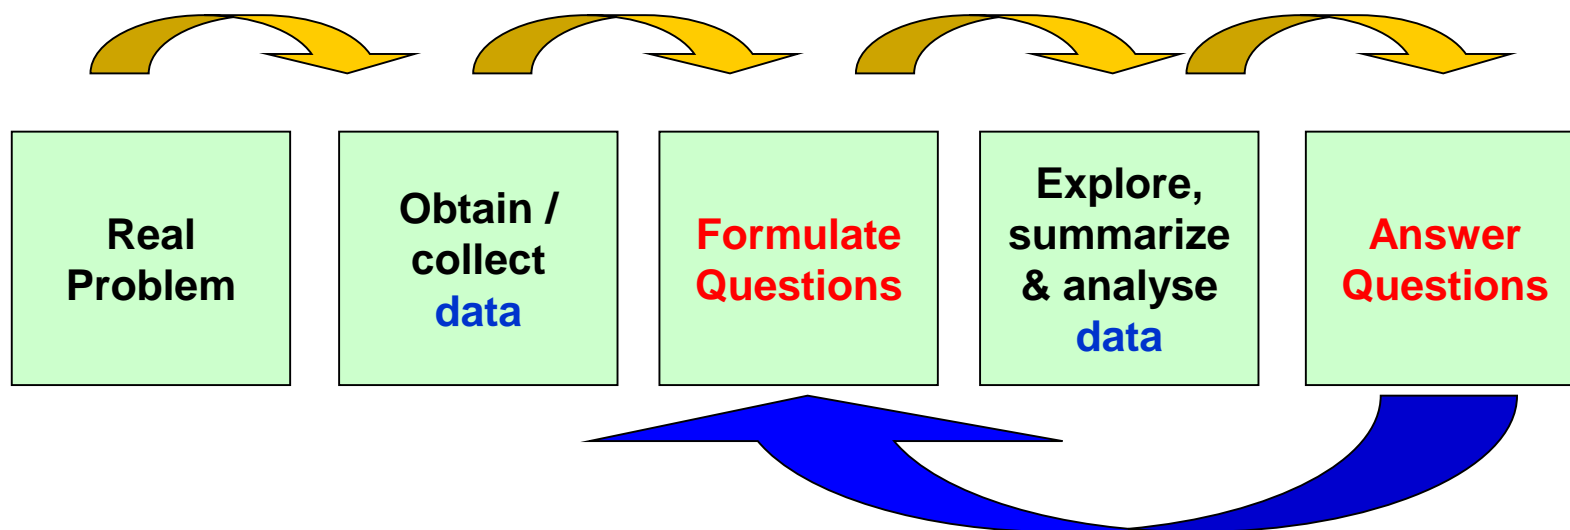 Real
Problem
Obtain /
collect
data
Formulate
Questions
Explore,
summarize
& analyse
data
Answer
Questions